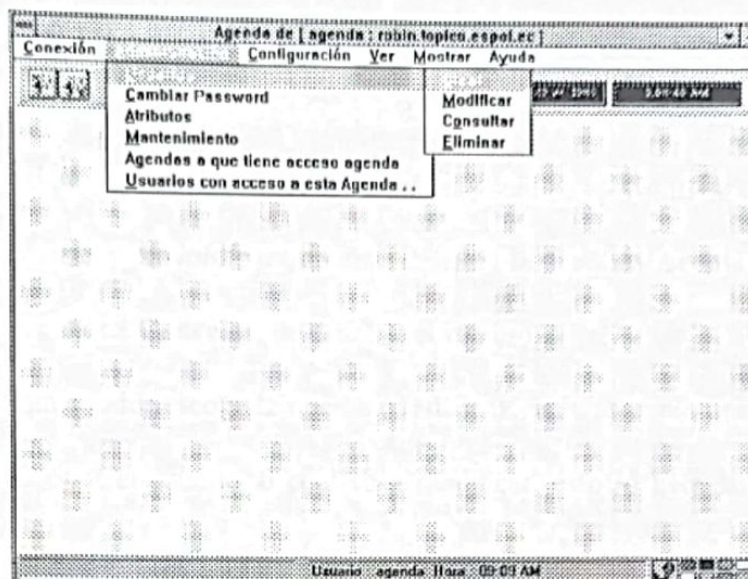 Agenda de [ agenda : robin.topico.espol.ec ]
Conexión Configuración Ver Mostrar Ayuda
Cambiar Password
Atributos
Mantenimiento
Agendas a que tiene acceso agenda
Usuarios con acceso a esta Agenda . .
Modificar
Consultar
Eliminar
Usuario : agenda Hora : 09:09 AM